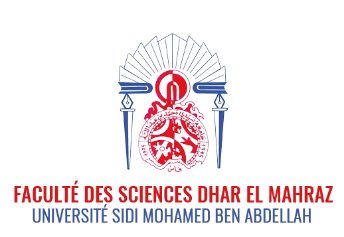 FACULTÉ DES SCIENCES DHAR EL MAHRAZ
UNIVERSITÉ SIDI MOHAMED BEN ABDELLAH